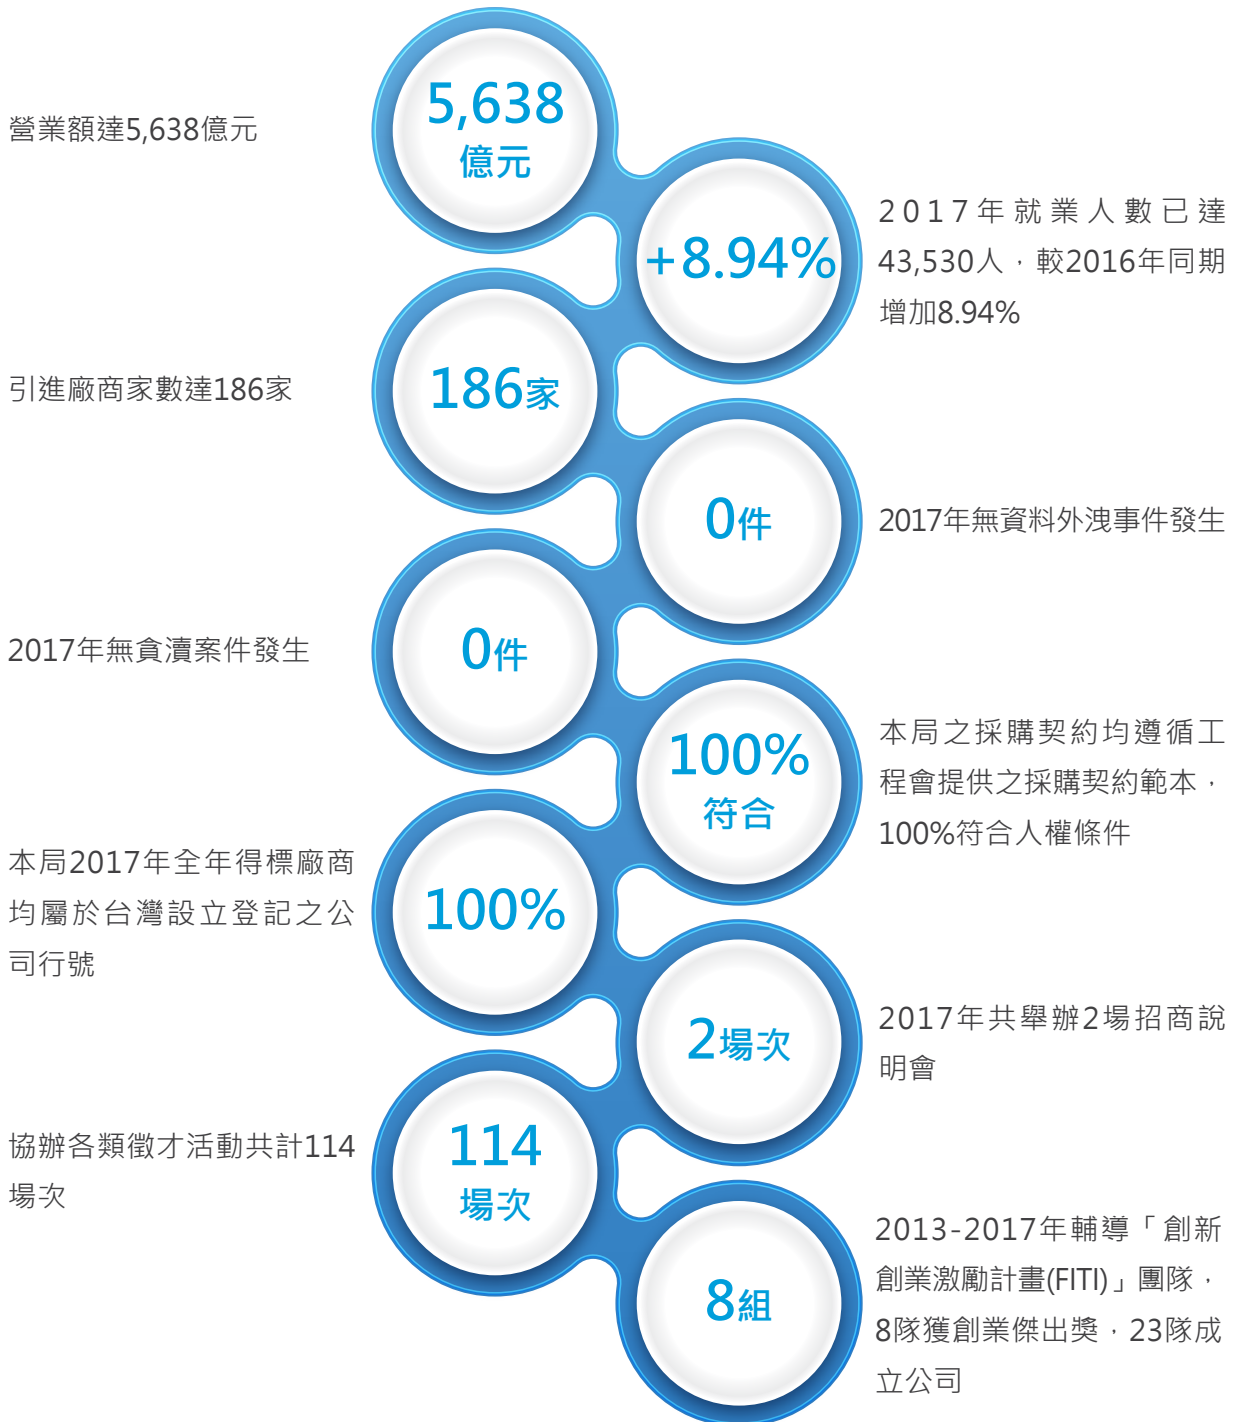 營業額達5,638億元
5,638
億元
+8.94%
2017年就業人數已達
43,530人，較2016年同期
增加8.94%
引進廠商家數達186家
186家
0件
2017年無資料外洩事件發生
2017年無貪瀆案件發生
0件
100%
符合
本局之採購契約均遵循工
程會提供之採購契約範本，
100%符合人權條件
本局2017年全年得標廠商
均屬於台灣設立登記之公
司行號
100%
2場次
2017年共舉辦2場招商說
明會
協辦各類徵才活動共計114
場次
114
場次
8組
2013-2017年輔導「創新
創業激勵計畫(FITI)」團隊，
8隊獲創業傑出獎，23隊成
立公司